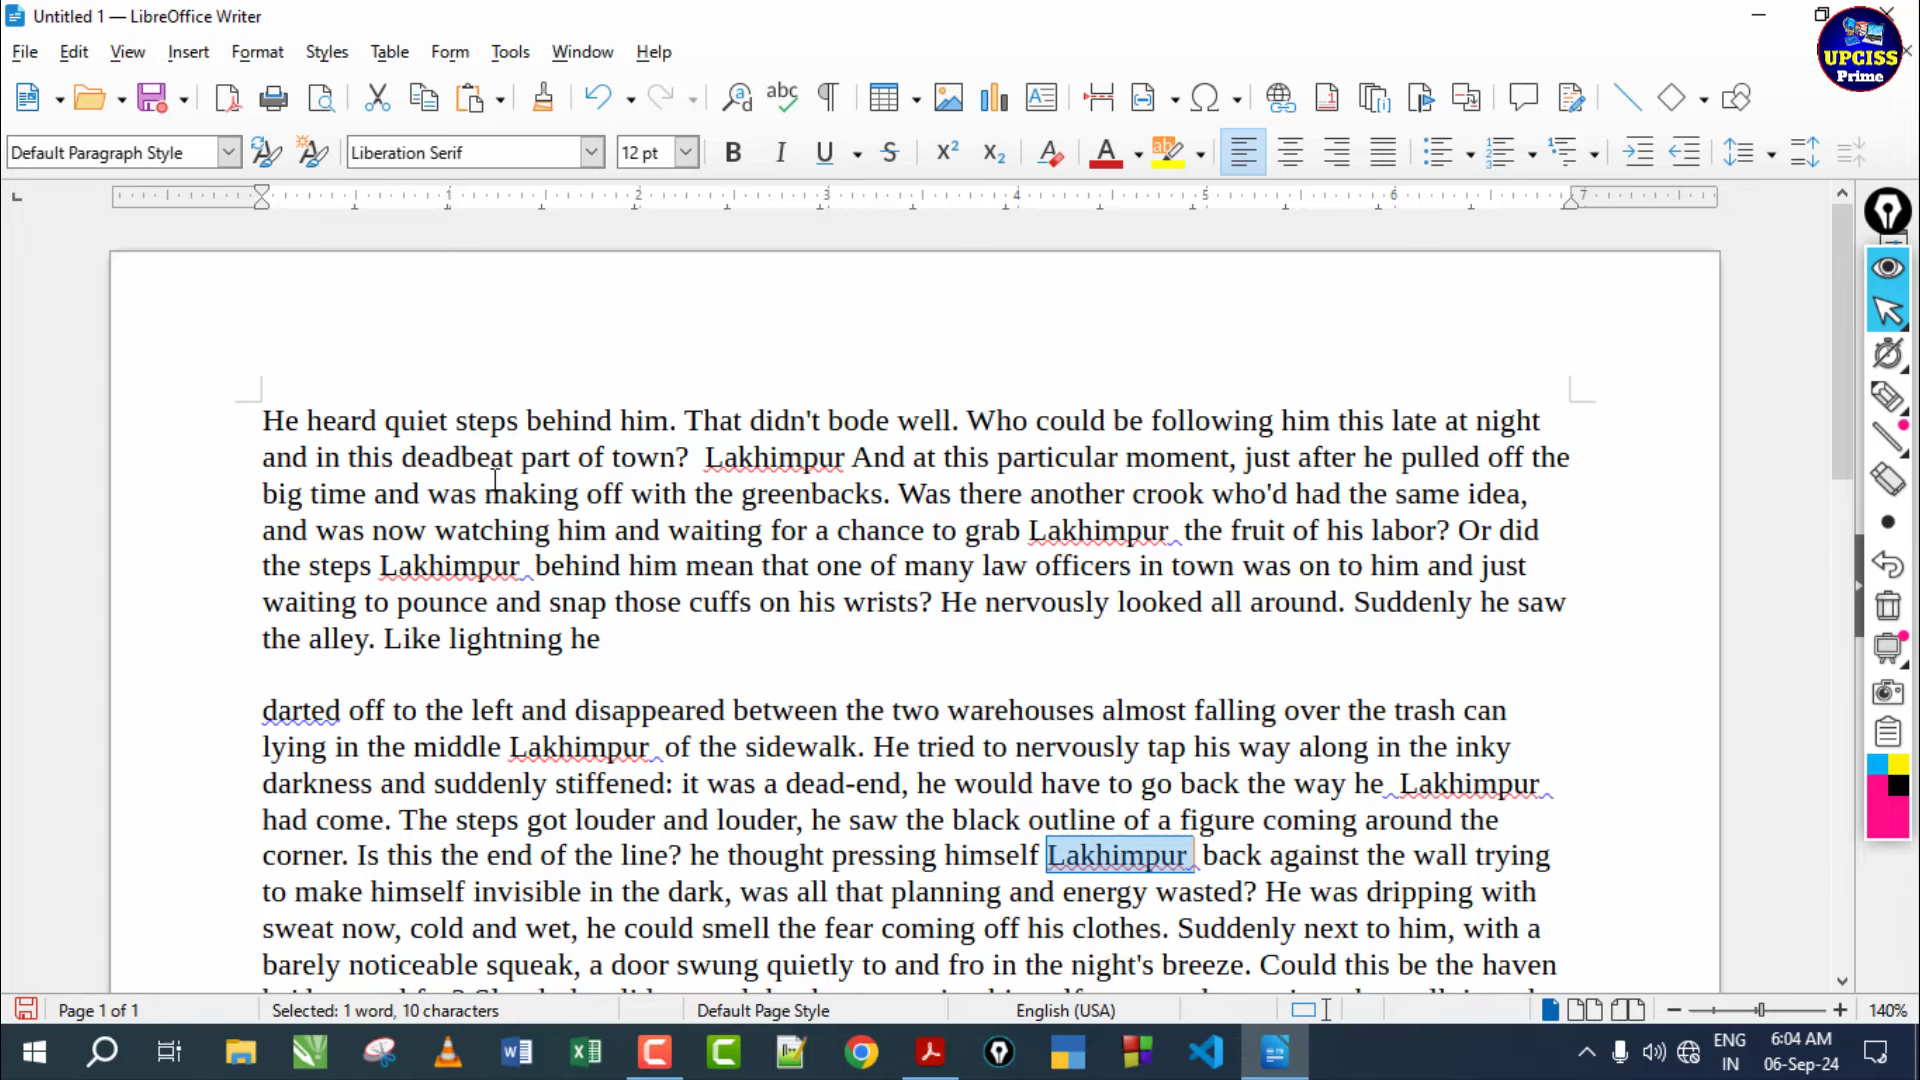 Untitled 1 — LibreOffice Writer
File Edit View Insert Format Styles Table Form Tools Window Help
UPCISS
Prime
Default Paragraph Style Liberation Serif 12 pt
1 2 3 4 5 6 7
He heard quiet steps behind him. That didn't bode well. Who could be following him this late at night
and in this deadbeat part of town?  Lakhimpur And at this particular moment, just after he pulled off the
big time and was making off with the greenbacks. Was there another crook who'd had the same idea,
and was now watching him and waiting for a chance to grab Lakhimpur  the fruit of his labor? Or did
the steps Lakhimpur  behind him mean that one of many law officers in town was on to him and just
waiting to pounce and snap those cuffs on his wrists? He nervously looked all around. Suddenly he saw
the alley. Like lightning he
darted off to the left and disappeared between the two warehouses almost falling over the trash can
lying in the middle Lakhimpur  of the sidewalk. He tried to nervously tap his way along in the inky
darkness and suddenly stiffened: it was a dead-end, he would have to go back the way he  Lakhimpur
had come. The steps got louder and louder, he saw the black outline of a figure coming around the
corner. Is this the end of the line? he thought pressing himself Lakhimpur  back against the wall trying
to make himself invisible in the dark, was all that planning and energy wasted? He was dripping with
sweat now, cold and wet, he could smell the fear coming off his clothes. Suddenly next to him, with a
barely noticeable squeak, a door swung quietly to and fro in the night's breeze. Could this be the haven
Page 1 of 1 Selected: 1 word, 10 characters Default Page Style English (USA) 140%
ENG
IN
6:04 AM
06-Sep-24